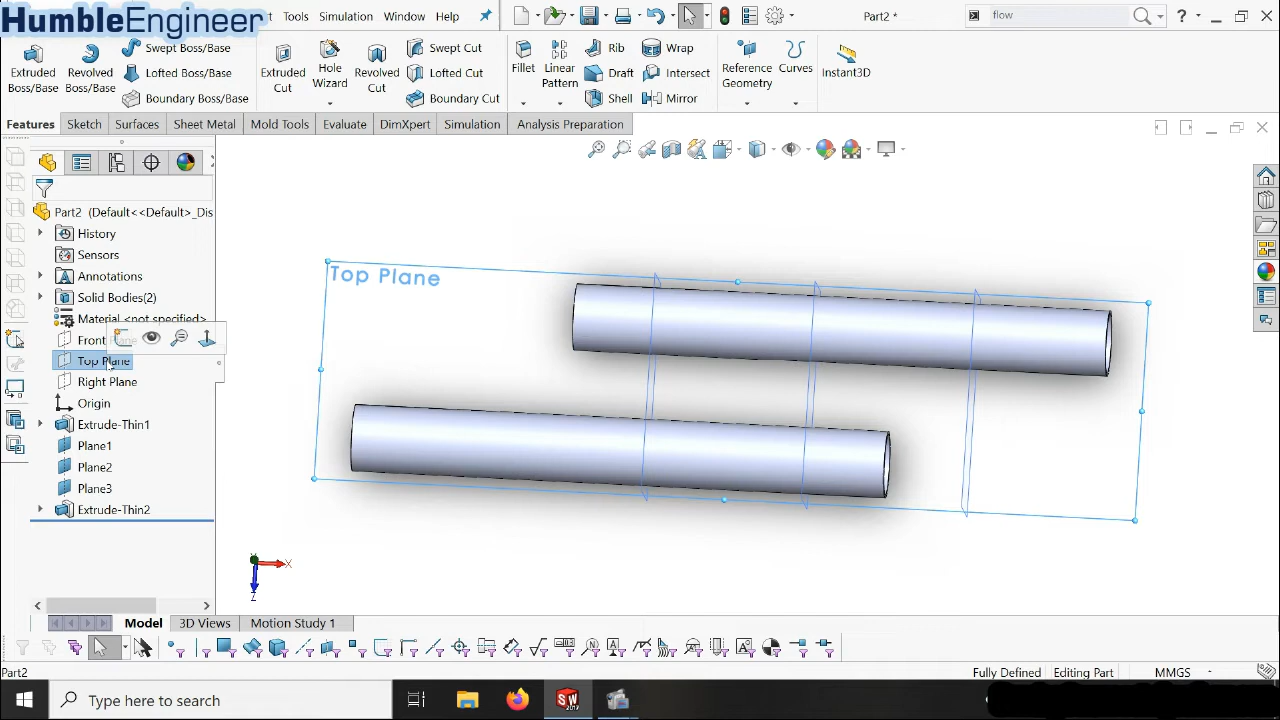 HumbleEngineer
Tools Simulation Window Help
Part2 *
flow
Extruded Boss/Base
Revolved Boss/Base
Swept Boss/Base
Lofted Boss/Base
Boundary Boss/Base
Extruded Cut
Hole Wizard
Revolved Cut
Swept Cut
Lofted Cut
Boundary Cut
Fillet
Linear Pattern
Rib
Draft
Shell
Wrap
Intersect
Mirror
Reference Geometry
Curves
Instant3D
Features Sketch Surfaces Sheet Metal Mold Tools Evaluate DimXpert Simulation Analysis Preparation
Part2 (Default<<Default>_Dis
History
Sensors
Annotations
Solid Bodies(2)
Material <not specified>
Front Plane
Top Plane
Right Plane
Origin
Extrude-Thin1
Plane1
Plane2
Plane3
Extrude-Thin2
Top Plane
X
Z
Model 3D Views Motion Study 1
Part2
Fully Defined Editing Part MMGS
Type here to search
SW
2019